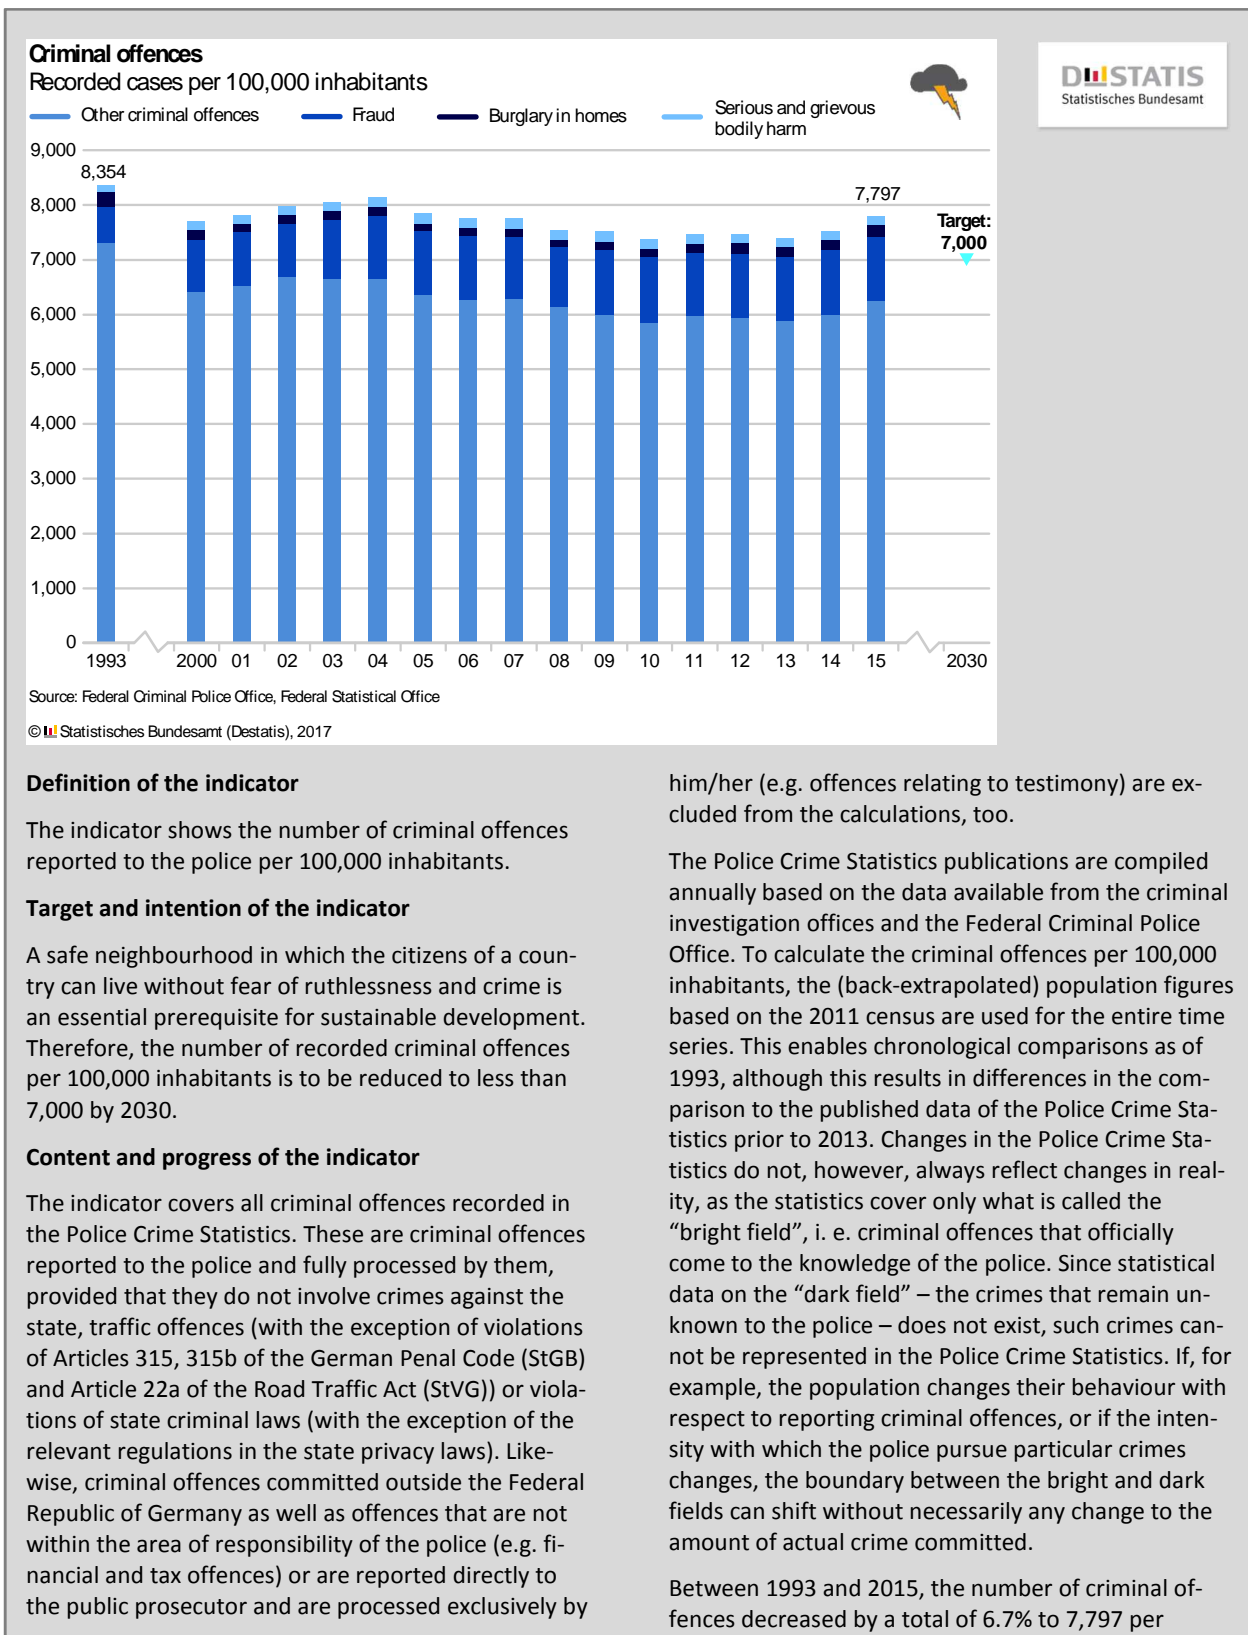 Criminal offences
Recorded cases per 100,000 inhabitants
Other criminal offences
Fraud
Burglary in homes
Serious and grievous
bodily harm
DESTATIS
Statistisches Bundesamt
9,000
8,000
7,000
6,000
5,000
4,000
3,000
2,000
1,000
0
8,354
7,797
Target:
7,000
1993 2000 01 02 03 04 05 06 07 08 09 10 11 12 13 14 15 2030
Source: Federal Criminal Police Office, Federal Statistical Office
© Statistisches Bundesamt (Destatis), 2017
Definition of the indicator
The indicator shows the number of criminal offences
reported to the police per 100,000 inhabitants.
Target and intention of the indicator
A safe neighbourhood in which the citizens of a coun-
try can live without fear of ruthlessness and crime is
an essential prerequisite for sustainable development.
Therefore, the number of recorded criminal offences
per 100,000 inhabitants is to be reduced to less than
7,000 by 2030.
Content and progress of the indicator
The indicator covers all criminal offences recorded in
the Police Crime Statistics. These are criminal offences
reported to the police and fully processed by them,
provided that they do not involve crimes against the
state, traffic offences (with the exception of violations
of Articles 315, 315b of the German Penal Code (StGB)
and Article 22a of the Road Traffic Act (StVG)) or viola-
tions of state criminal laws (with the exception of the
relevant regulations in the state privacy laws). Like-
wise, criminal offences committed outside the Federal
Republic of Germany as well as offences that are not
within the area of responsibility of the police (e.g. fi-
nancial and tax offences) or are reported directly to
the public prosecutor and are processed exclusively by
him/her (e.g. offences relating to testimony) are ex-
cluded from the calculations, too.
The Police Crime Statistics publications are compiled
annually based on the data available from the criminal
investigation offices and the Federal Criminal Police
Office. To calculate the criminal offences per 100,000
inhabitants, the (back-extrapolated) population figures
based on the 2011 census are used for the entire time
series. This enables chronological comparisons as of
1993, although this results in differences in the com-
parison to the published data of the Police Crime Sta-
tistics prior to 2013. Changes in the Police Crime Sta-
tistics do not, however, always reflect changes in real-
ity, as the statistics cover only what is called the
“bright field”, i. e. criminal offences that officially
come to the knowledge of the police. Since statistical
data on the “dark field” – the crimes that remain un-
known to the police – does not exist, such crimes can-
not be represented in the Police Crime Statistics. If, for
example, the population changes their behaviour with
respect to reporting criminal offences, or if the inten-
sity with which the police pursue particular crimes
changes, the boundary between the bright and dark
fields can shift without necessarily any change to the
amount of actual crime committed.
Between 1993 and 2015, the number of criminal of-
fences decreased by a total of 6.7% to 7,797 per